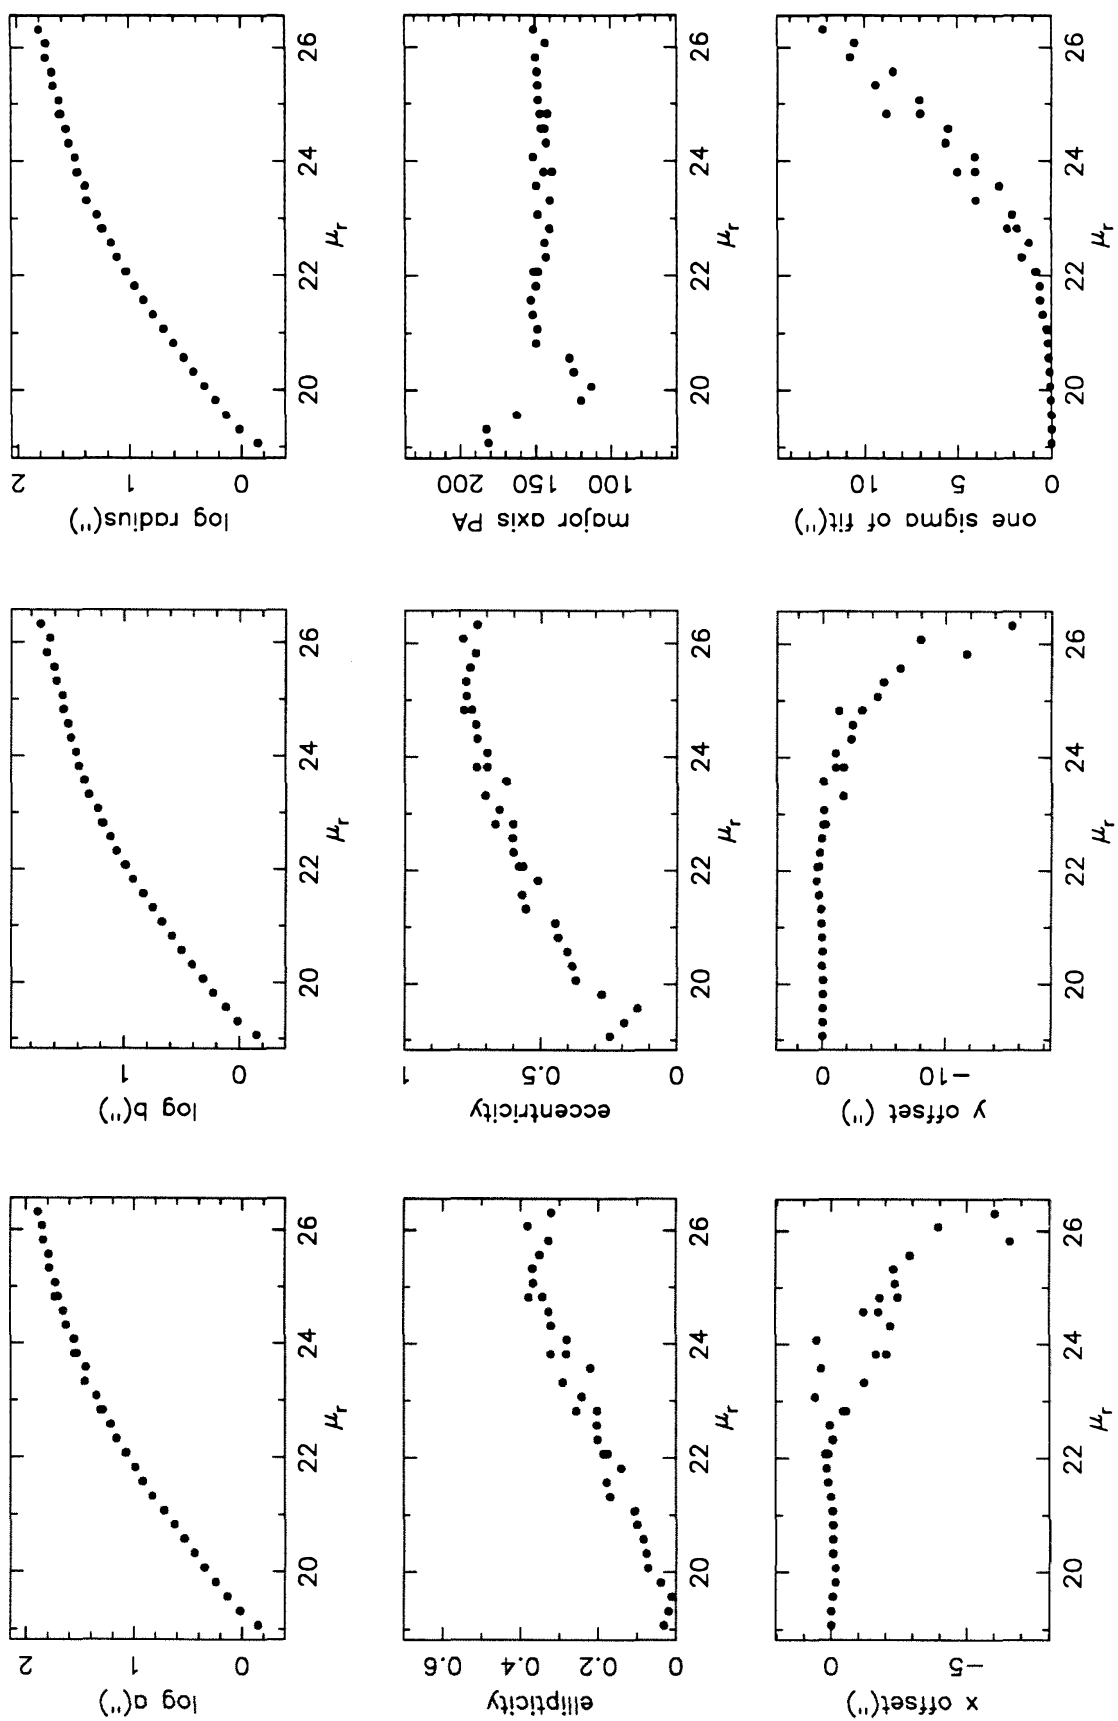 log a('')
2
1
0
20 22 24 26
μr
log b('')
1
0
20 22 24 26
μr
log radius('')
2
1
0
20 22 24 26
μr
ellipticity
0.6
0.4
0.2
0
20 22 24 26
μr
eccentricity
1
0.5
0
20 22 24 26
μr
major axis PA
200
150
100
20 22 24 26
μr
x offset('')
0
−5
20 22 24 26
μr
y offset ('')
0
−10
20 22 24 26
μr
one sigma of fit('')
10
5
0
20 22 24 26
μr